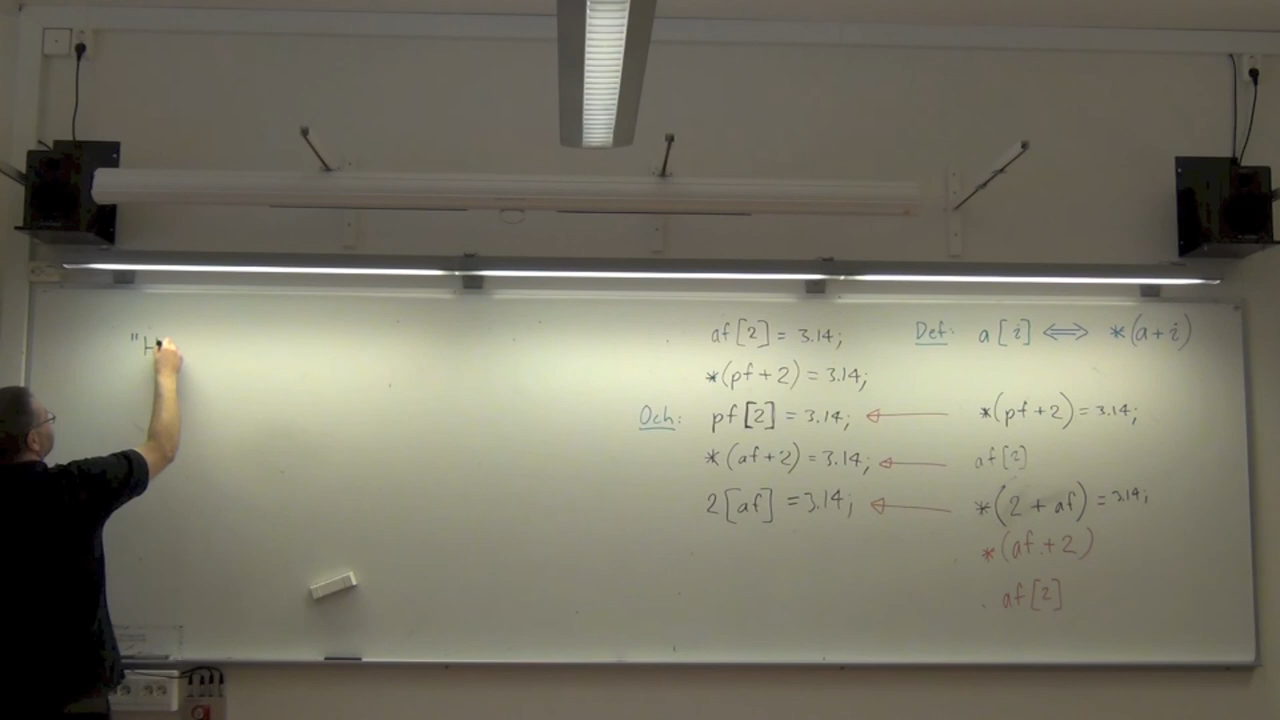 "H
af[2] = 3.14;
*(pf+2) = 3.14;
Och: pf[2] = 3.14;
*(af+2) = 3.14;
2[af] = 3.14;
Def: a[i] ⟺ *(a+i)
*(pf+2) = 3.14;
af[2]
*(2+af) = 3.14;
*(af+2)
af[2]